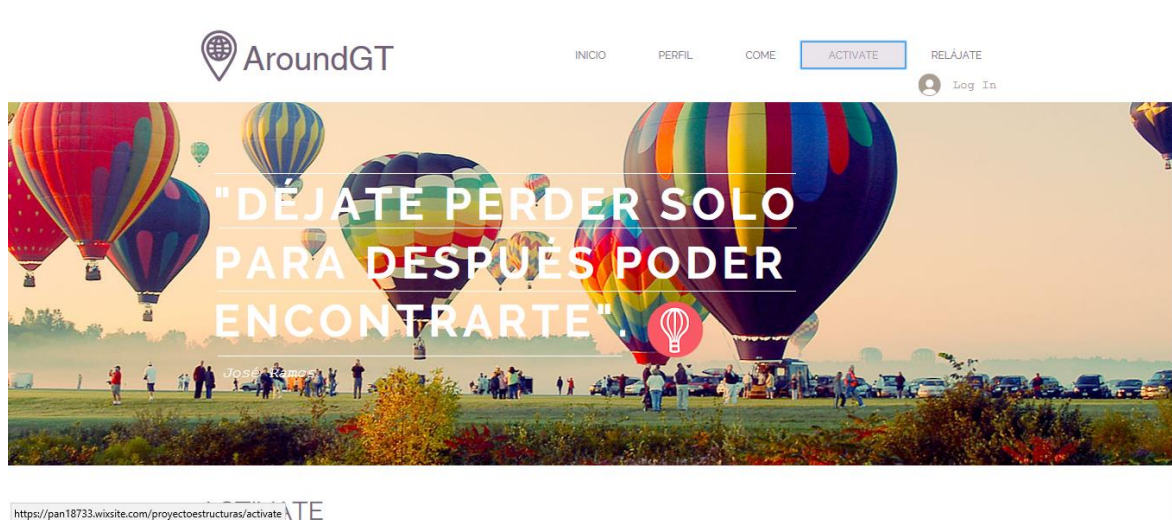 AroundGT
INICIO PERFIL COME ACTIVATE RELÁJATE
Log In
"DÉJATE PERDER SOLO
PARA DESPUÉS PODER
ENCONTRARTE".
José Ramos
ACTIVATE
https://pan18733.wixsite.com/proyectoestructuras/activate